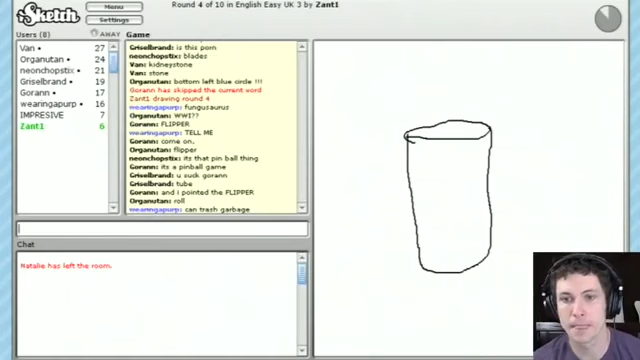 iSketch
Menu
Settings
Round 4 of 10 in English Easy UK 3 by Zant1
Users (8)
AWAY
Van • 27
Organutan • 24
neonchopstix • 21
Griselbrand • 19
Gorann • 17
wearingapurp • 16
IMPRESIVE 7
Zant1 6
Game
Griselbrand: is this porn
neonchopstix: blades
Van: kidneystone
Van: stone
Organutan: bottom left blue circle !!!
Gorann has skipped the current word
Zant1 drawing round 4
wearingapurp: fungusaurus
Organutan: WWI??
Gorann: FLIPPER
wearingapurp: TELL ME
Gorann: come on,
Organutan: flipper
neonchopstix: its that pin ball thing
Gorann: its a pinball game
Griselbrand: u suck gorann
Griselbrand: tube
Gorann: and i pointed the FLIPPER
Organutan: roll
wearingapurp: can trash garbage
Chat
Natalie has left the room.